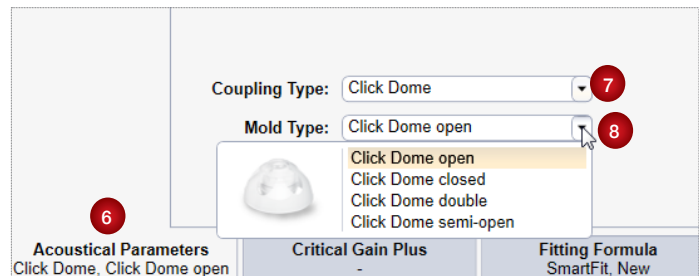 Coupling Type: Click Dome 7
Mold Type: Click Dome open 8
Click Dome open
Click Dome closed
Click Dome double
Click Dome semi-open
6
Acoustical Parameters Critical Gain Plus Fitting Formula
Click Dome, Click Dome open - SmartFit, New